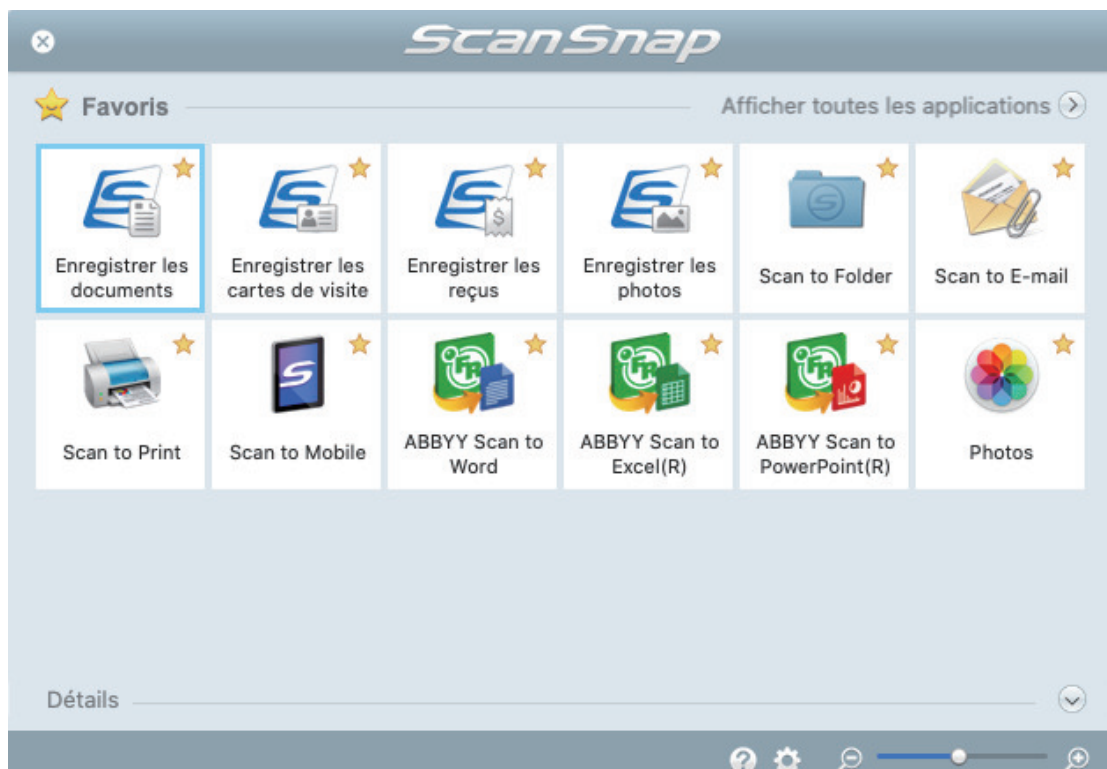 ScanSnap
Favoris
Afficher toutes les applications
Enregistrer les
documents
Enregistrer les
cartes de visite
Enregistrer les
reçus
Enregistrer les
photos
Scan to Folder
Scan to E-mail
Scan to Print
Scan to Mobile
ABBYY Scan to
Word
ABBYY Scan to
Excel(R)
ABBYY Scan to
PowerPoint(R)
Photos
Détails